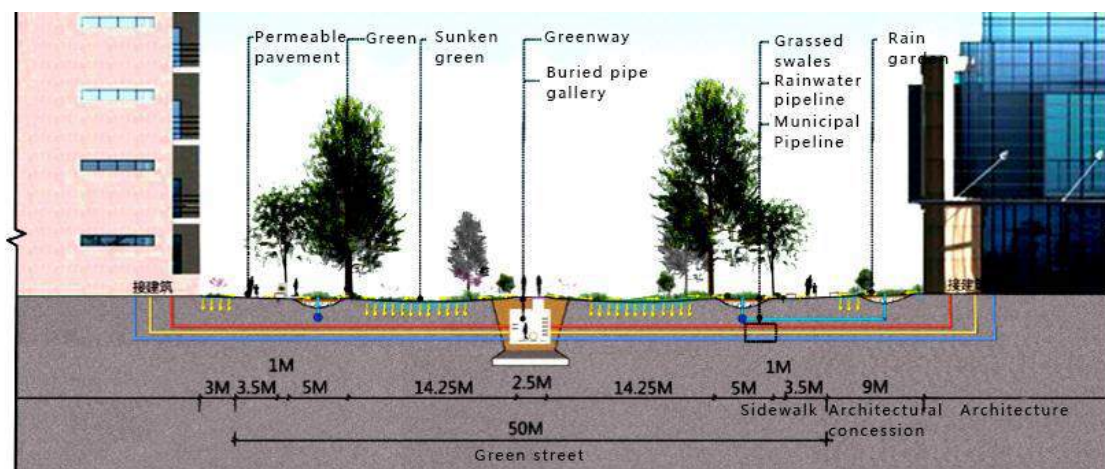 Permeable
pavement
Green
Sunken
green
Greenway
Buried pipe
gallery
Grassed
swales
Rainwater
pipeline
Municipal
Pipeline
Rain
garden
接建筑
接建
1M
1M
3M 3.5M 5M 14.25M 2.5M 14.25M 5M 3.5M 9M
Sidewalk Architectural
concession
Architecture
50M
Green street